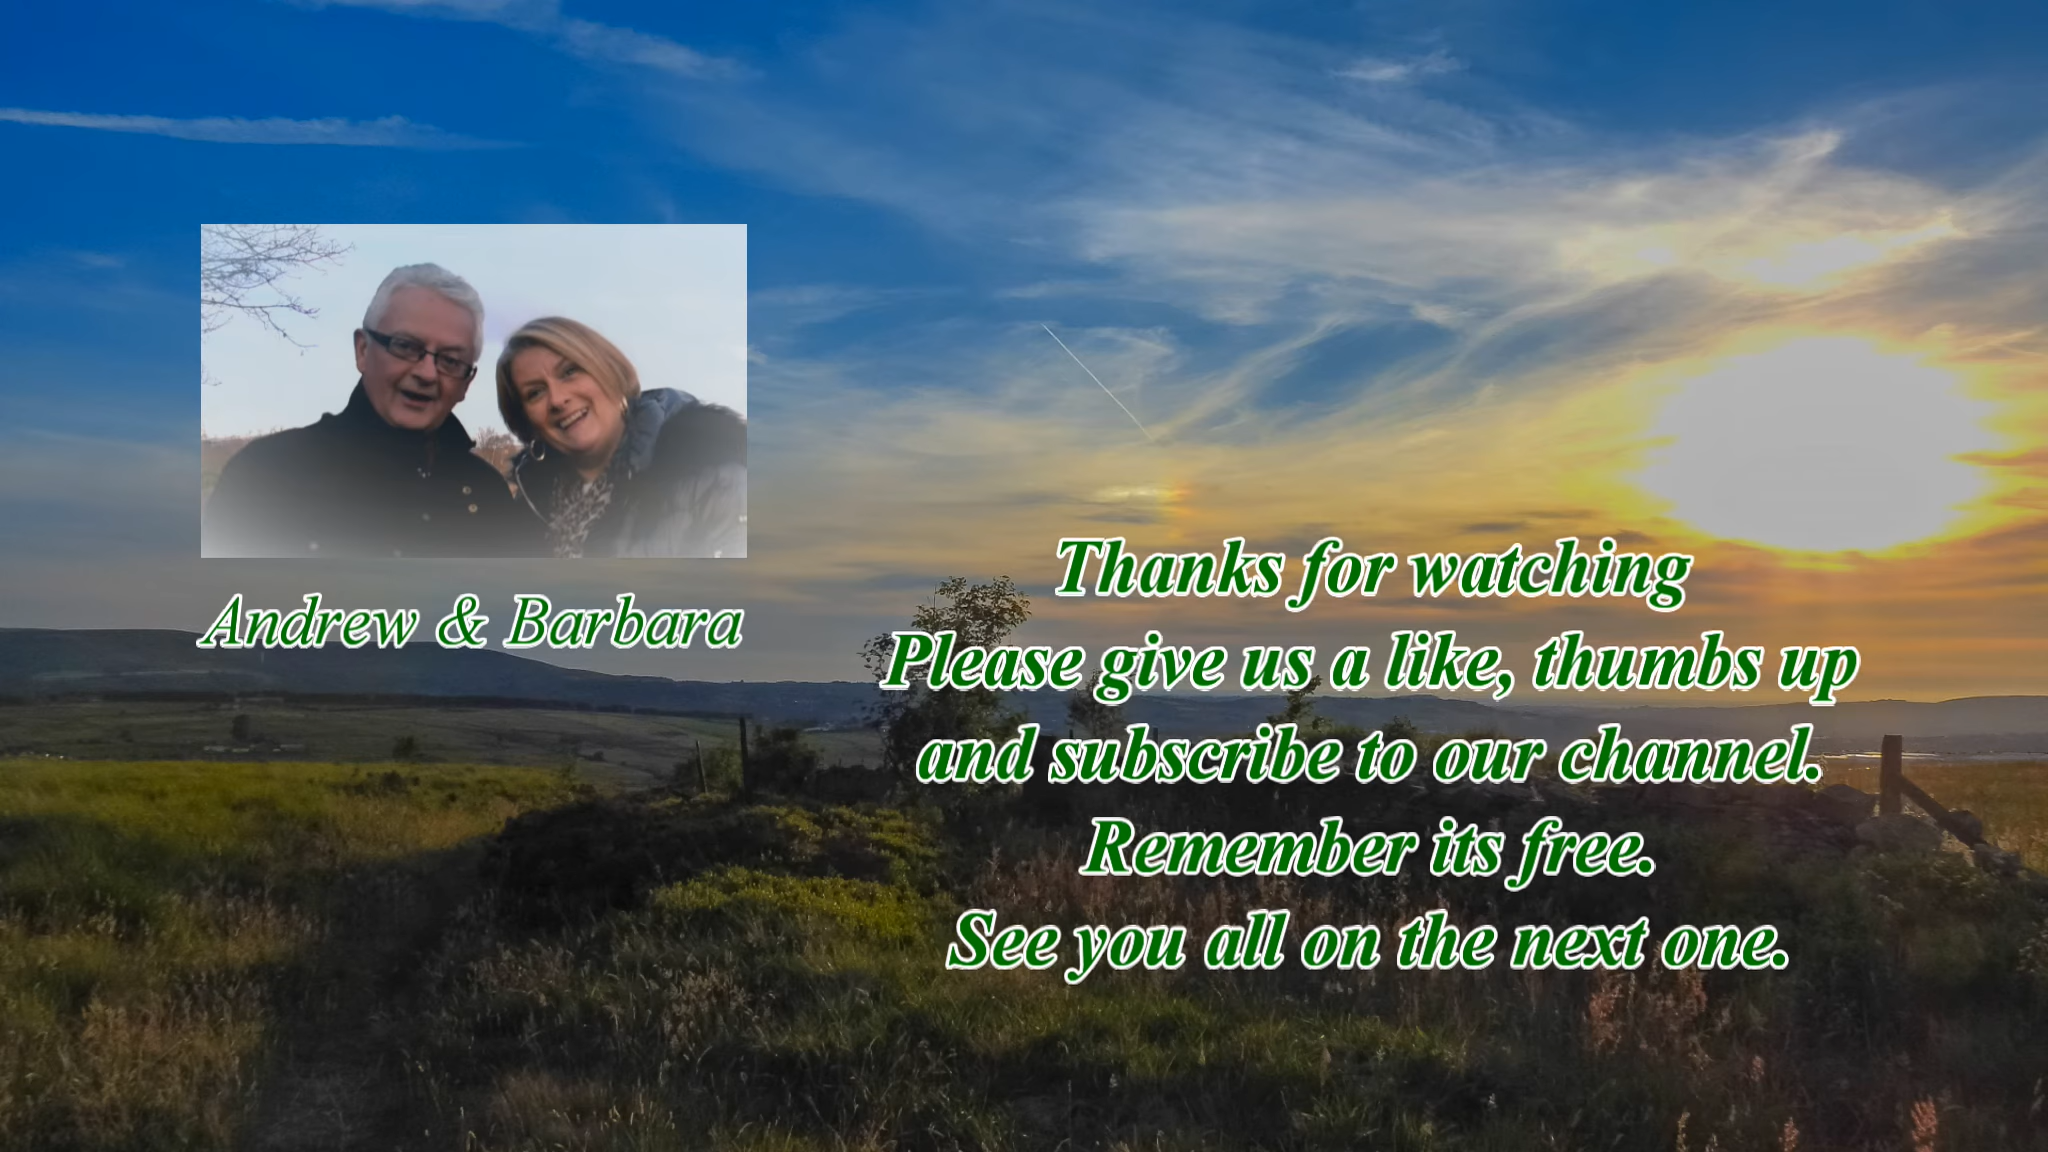 Andrew & Barbara
Thanks for watching
Please give us a like, thumbs up
and subscribe to our channel.
Remember its free.
See you all on the next one.